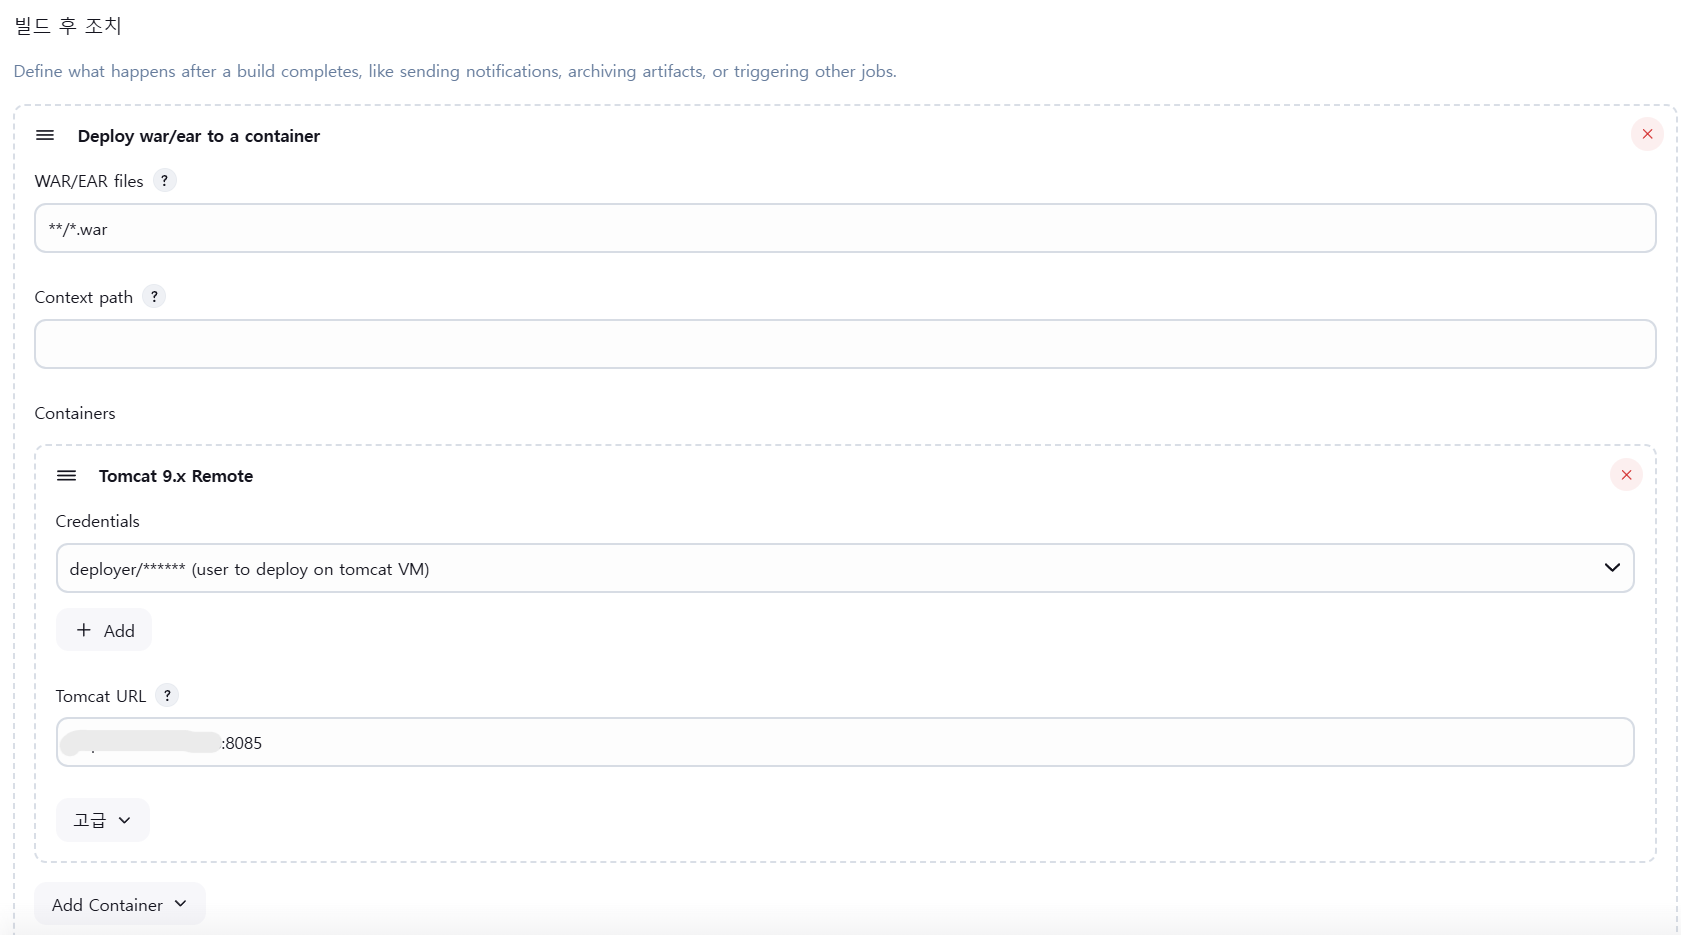 빌드 후 조치
Define what happens after a build completes, like sending notifications, archiving artifacts, or triggering other jobs.
Deploy war/ear to a container
WAR/EAR files ?
**/*.war
Context path ?
Containers
Tomcat 9.x Remote
Credentials
deployer/****** (user to deploy on tomcat VM)
+ Add
Tomcat URL ?
:8085
고급
Add Container